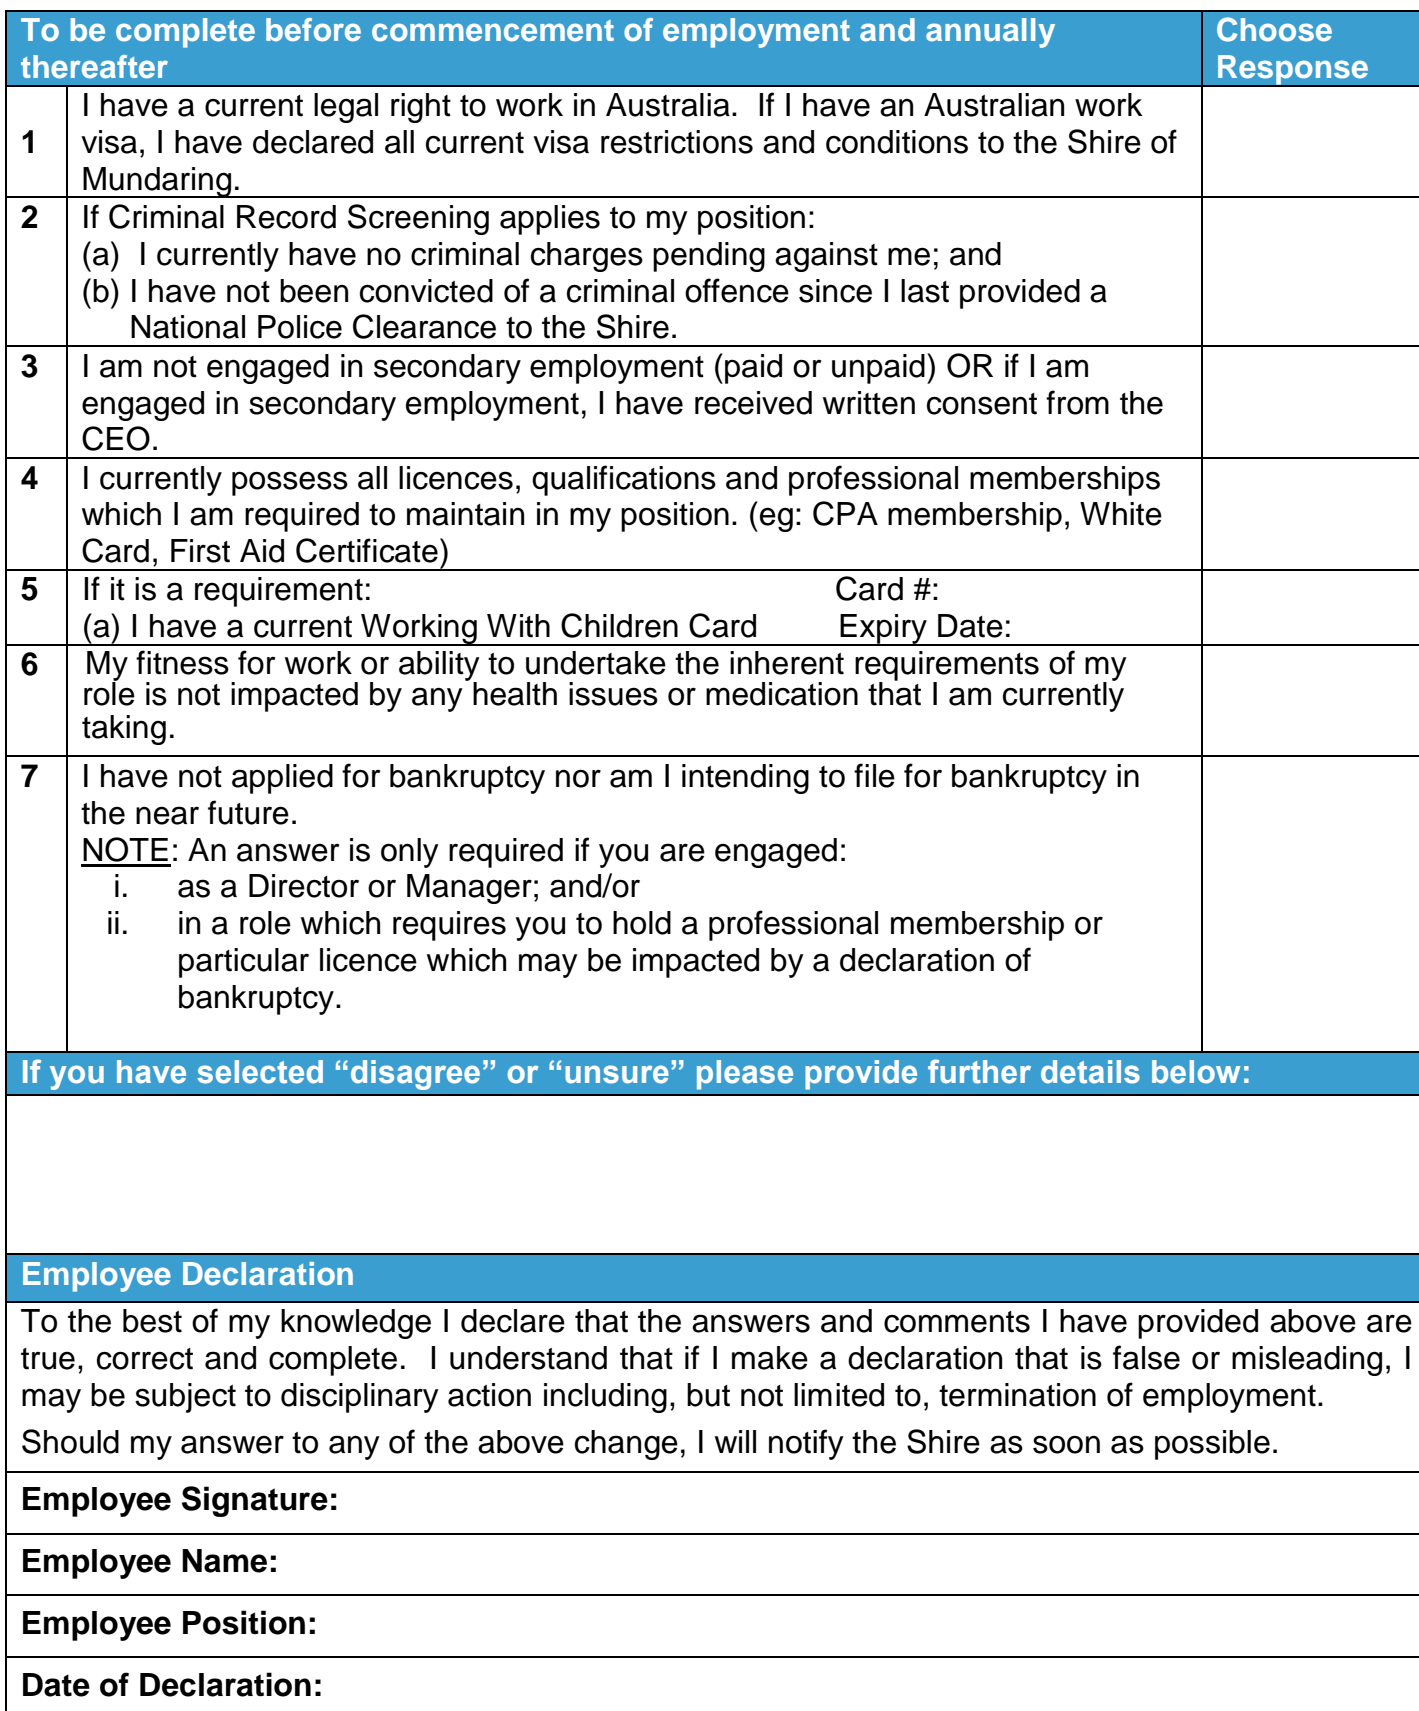 To be complete before commencement of employment and annually
thereafter
Choose
Response
1
I have a current legal right to work in Australia.  If I have an Australian work
visa, I have declared all current visa restrictions and conditions to the Shire of
Mundaring.
2
If Criminal Record Screening applies to my position:
(a)  I currently have no criminal charges pending against me; and
(b) I have not been convicted of a criminal offence since I last provided a
National Police Clearance to the Shire.
3
I am not engaged in secondary employment (paid or unpaid) OR if I am
engaged in secondary employment, I have received written consent from the
CEO.
4
I currently possess all licences, qualifications and professional memberships
which I am required to maintain in my position. (eg: CPA membership, White
Card, First Aid Certificate)
5
If it is a requirement: Card #:
(a) I have a current Working With Children Card Expiry Date:
6
My fitness for work or ability to undertake the inherent requirements of my
role is not impacted by any health issues or medication that I am currently
taking.
7
I have not applied for bankruptcy nor am I intending to file for bankruptcy in
the near future.
NOTE: An answer is only required if you are engaged:
i. as a Director or Manager; and/or
ii. in a role which requires you to hold a professional membership or
particular licence which may be impacted by a declaration of
bankruptcy.
If you have selected “disagree” or “unsure” please provide further details below:
Employee Declaration
To the best of my knowledge I declare that the answers and comments I have provided above are
true, correct and complete.  I understand that if I make a declaration that is false or misleading, I
may be subject to disciplinary action including, but not limited to, termination of employment.
Should my answer to any of the above change, I will notify the Shire as soon as possible.
Employee Signature:
Employee Name:
Employee Position:
Date of Declaration: